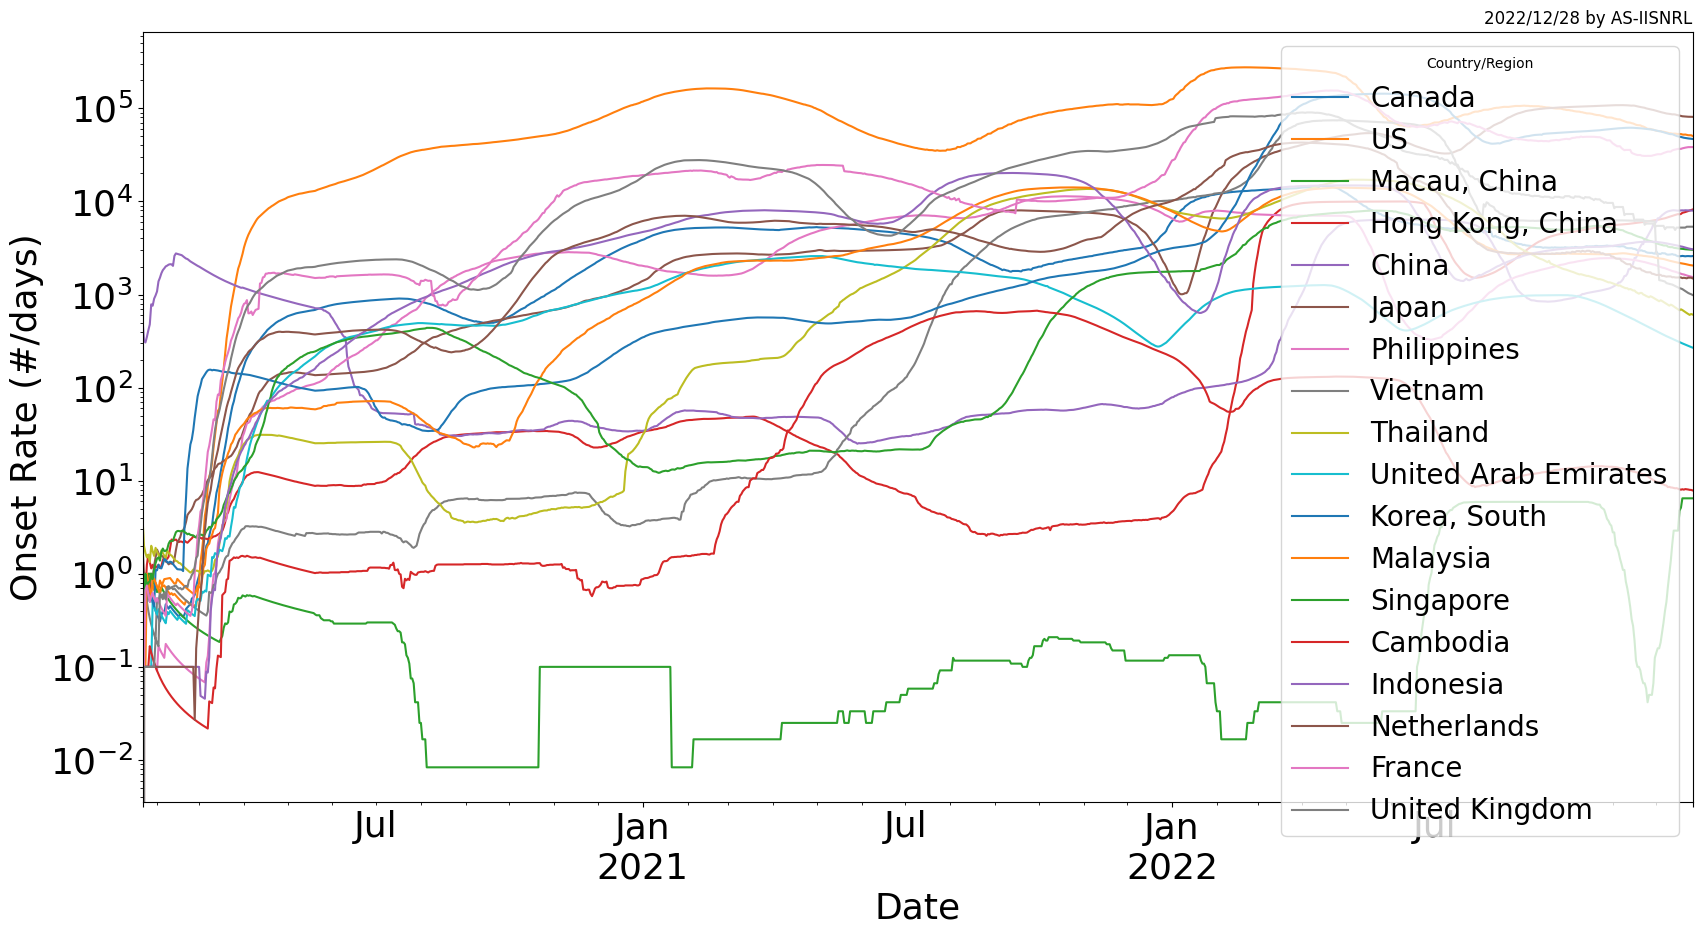 2022/12/28 by AS-IISNRL
Onset Rate (#/days)
10^5
10^4
10^3
10^2
10^1
10^0
10^-1
10^-2
Country/Region
Canada
US
Macau, China
Hong Kong, China
China
Japan
Philippines
Vietnam
Thailand
United Arab Emirates
Korea, South
Malaysia
Singapore
Cambodia
Indonesia
Netherlands
France
United Kingdom
Jul
Jan
2021
Jul
Jan
2022
Jul
Date